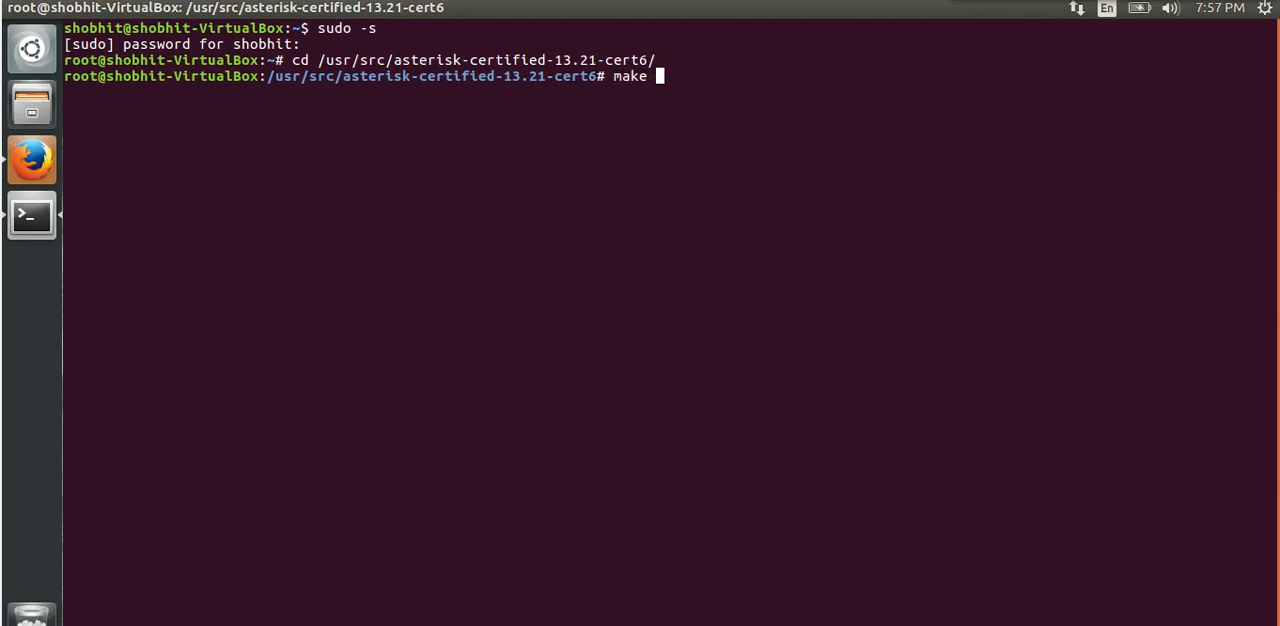 root@shobhit-VirtualBox: /usr/src/asterisk-certified-13.21-cert6
En
7:57 PM
shobhit@shobhit-VirtualBox:~$ sudo -s
[sudo] password for shobhit:
root@shobhit-VirtualBox:~# cd /usr/src/asterisk-certified-13.21-cert6/
root@shobhit-VirtualBox:/usr/src/asterisk-certified-13.21-cert6# make